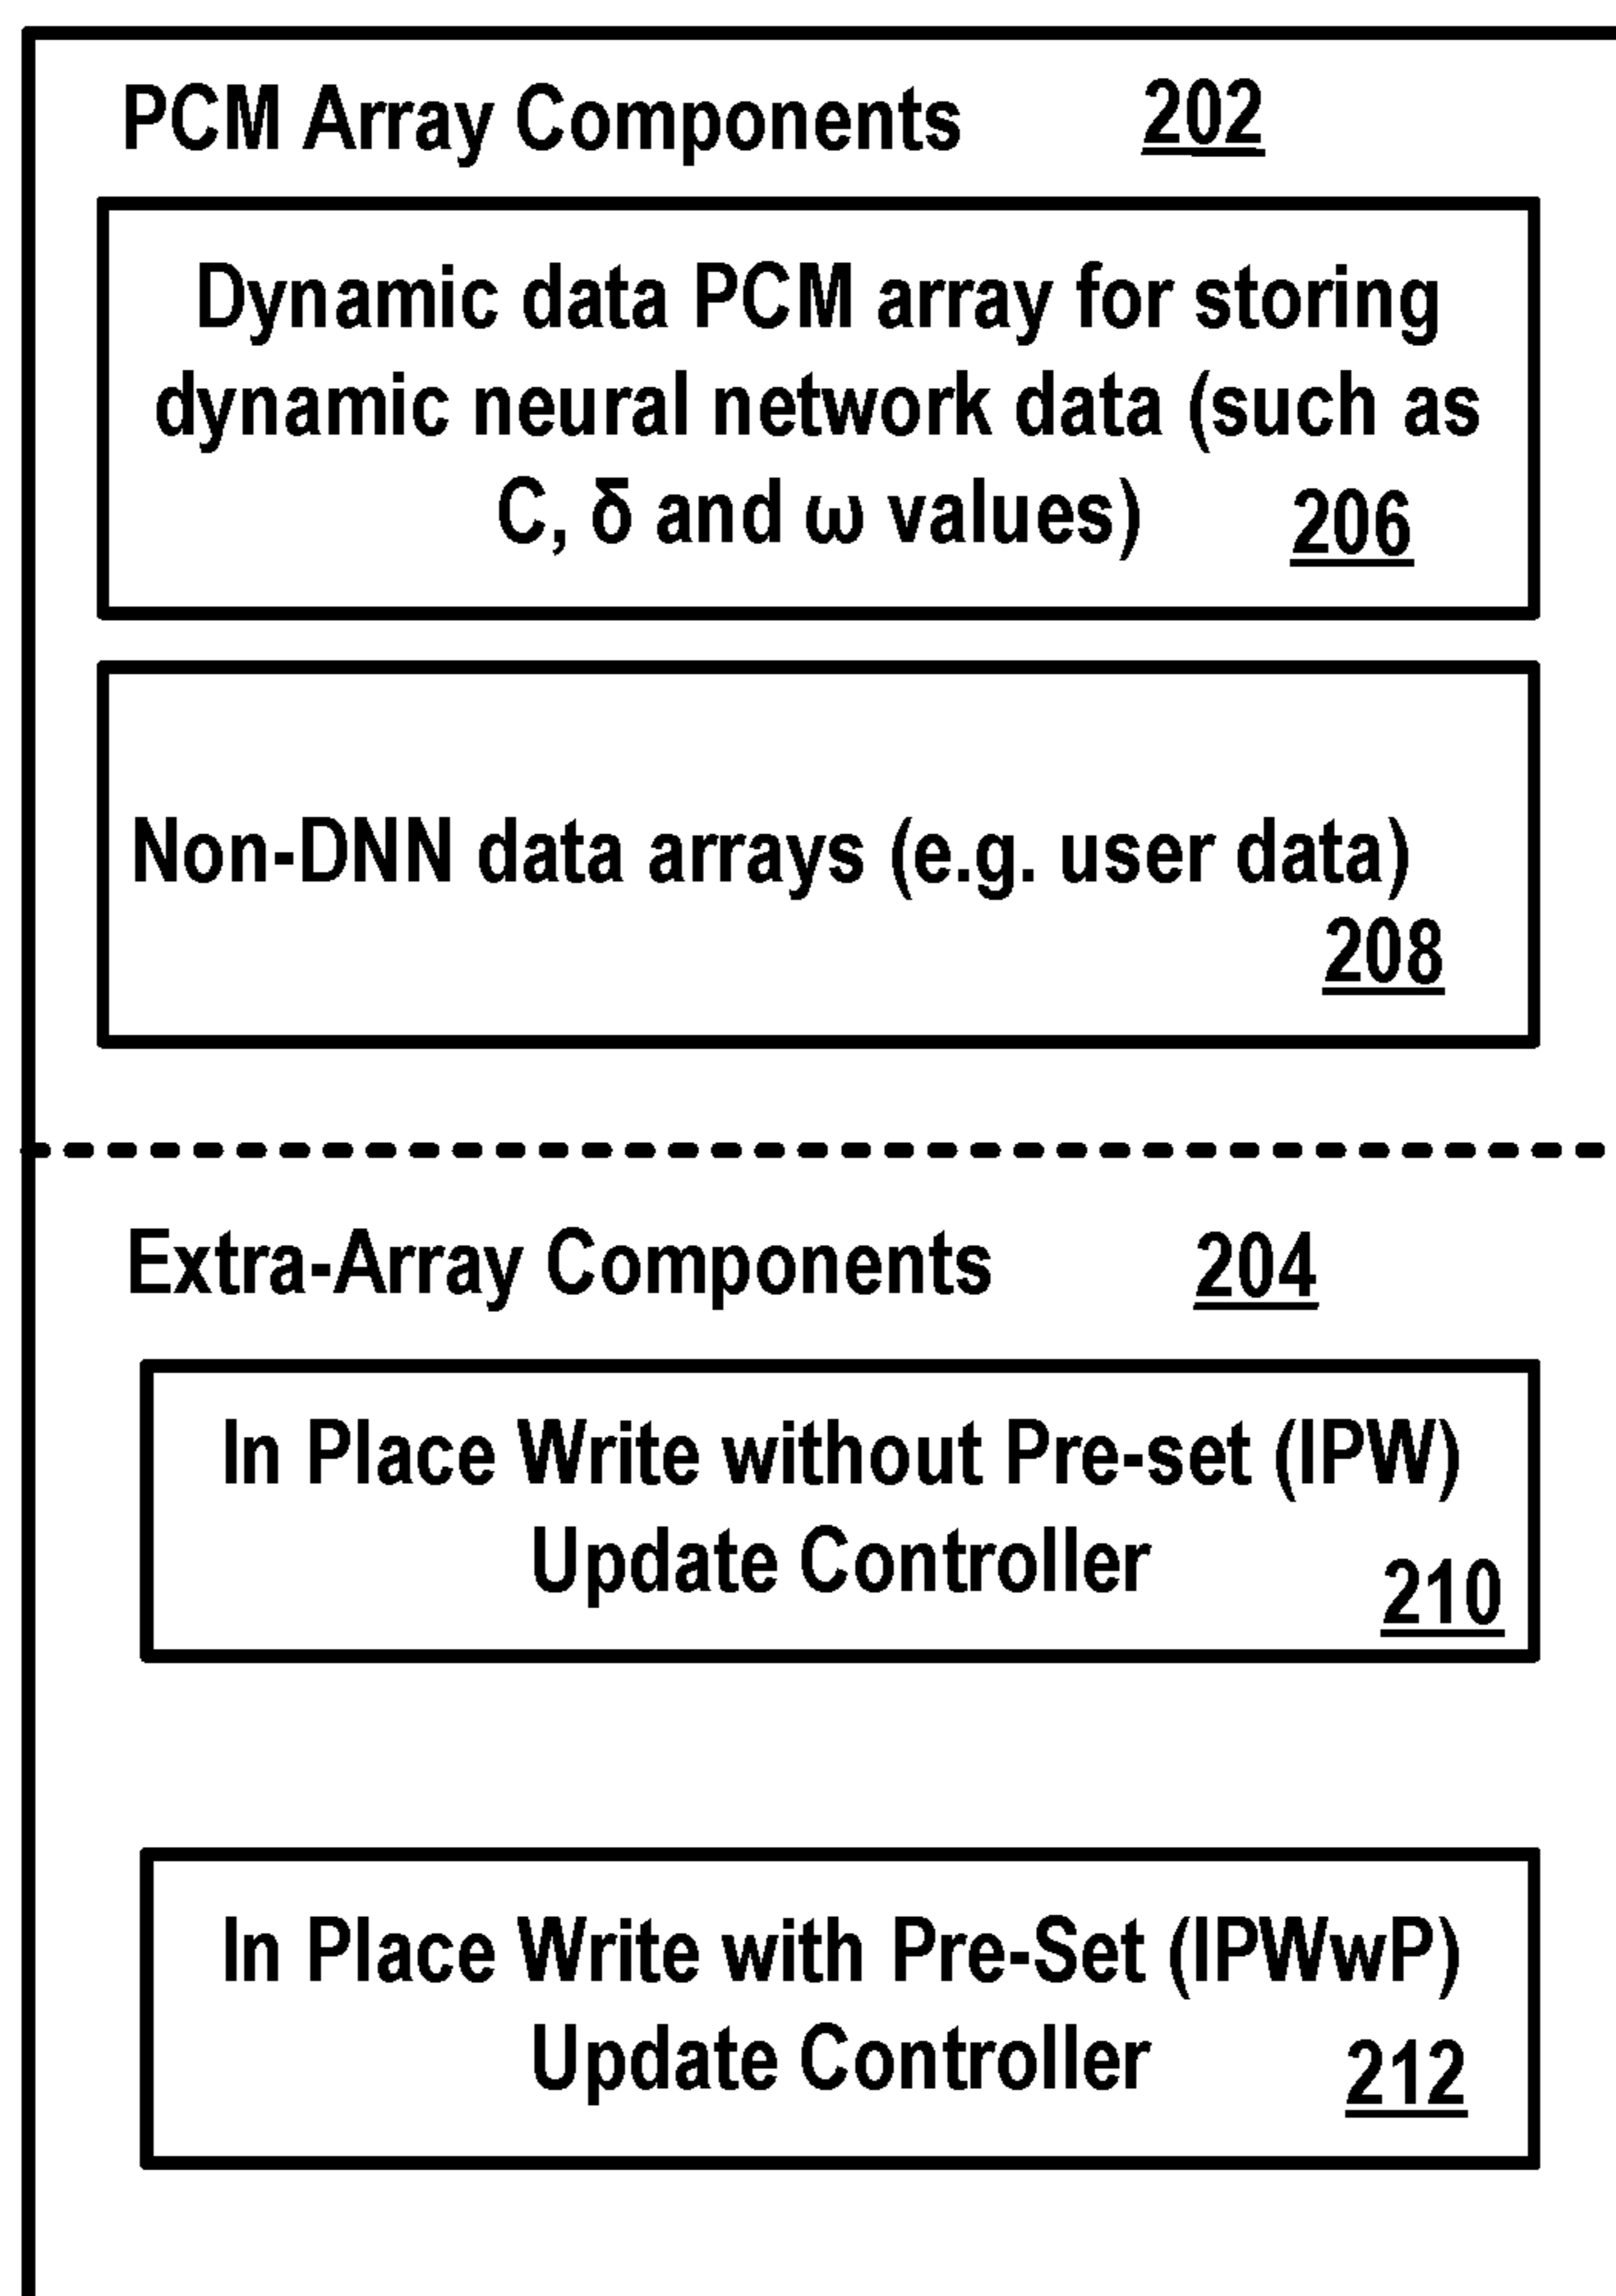 PCM Array Components 202
Dynamic data PCM array for storing
dynamic neural network data (such as
C, δ and ω values) 206
Non-DNN data arrays (e.g. user data)
208
Extra-Array Components 204
In Place Write without Pre-set (IPW)
Update Controller 210
In Place Write with Pre-Set (IPWwP)
Update Controller 212